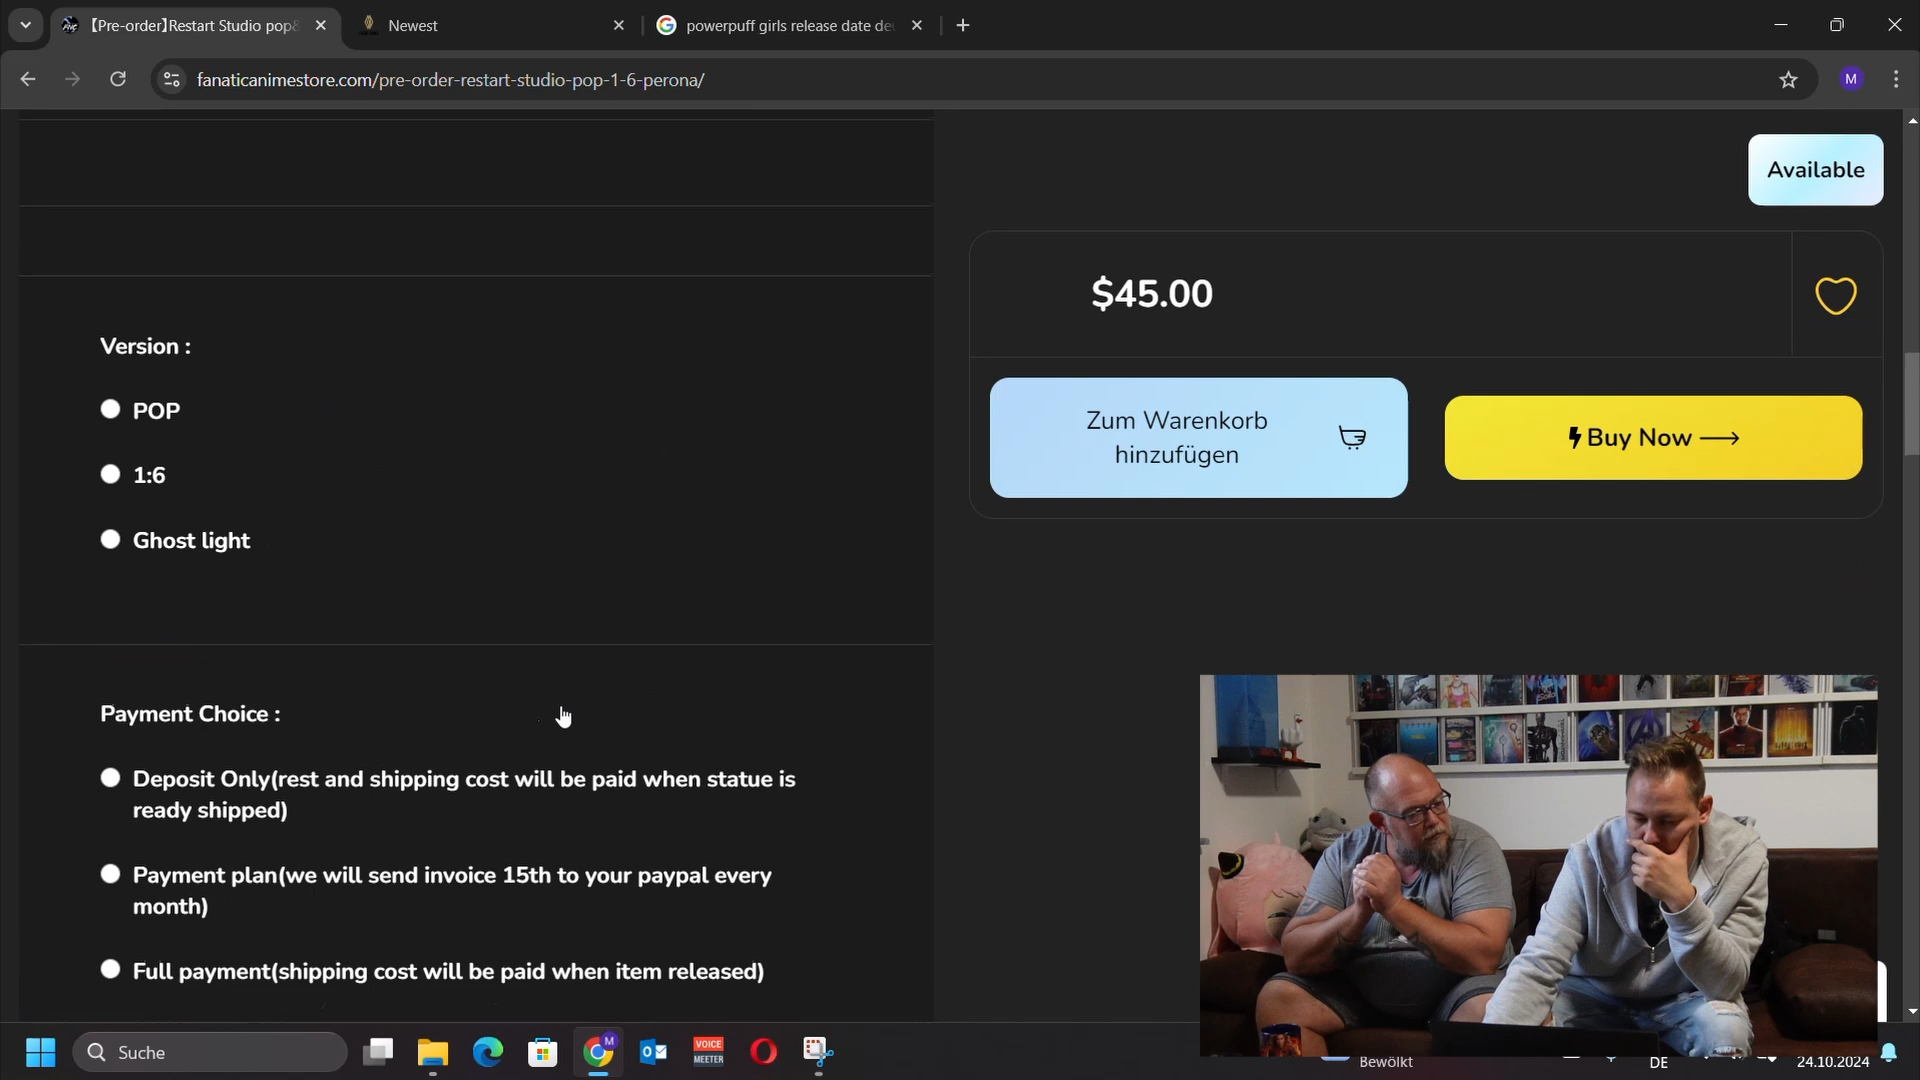 【Pre-order】Restart Studio pop&
Newest
powerpuff girls release date de
fanaticanimestore.com/pre-order-restart-studio-pop-1-6-perona/
M
Available
$45.00
Zum Warenkorb
hinzufügen
Buy Now
Version :
POP
1:6
Ghost light
Payment Choice :
Deposit Only(rest and shipping cost will be paid when statue is
ready shipped)
Payment plan(we will send invoice 15th to your paypal every
month)
Full payment(shipping cost will be paid when item released)
Suche
M
VOICE
MEETER
Bewölkt
DE
24.10.2024